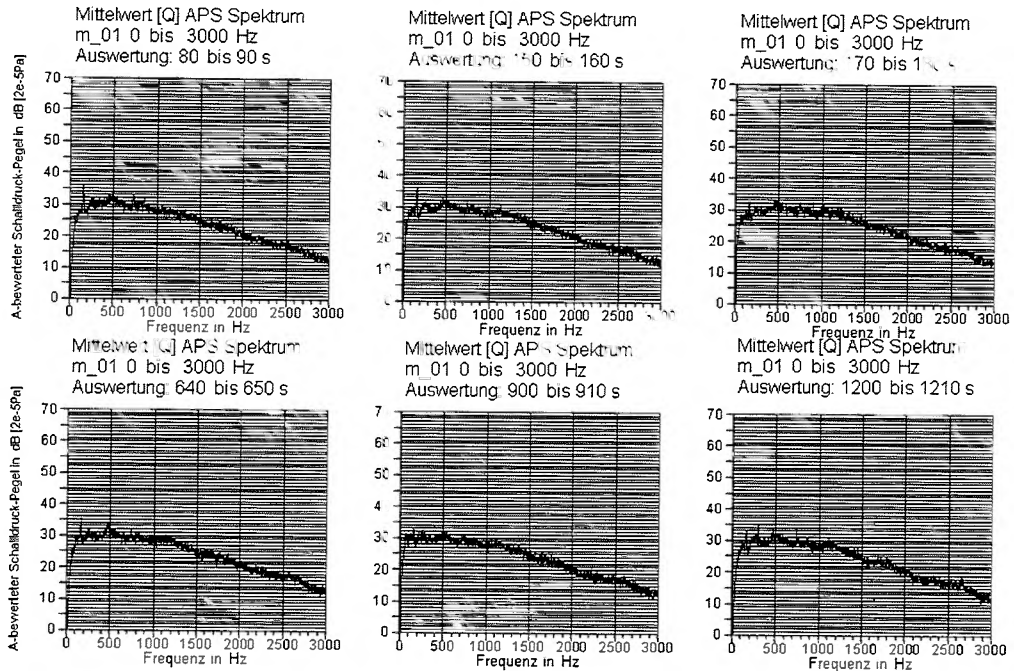 Mittelwert [Q] APS Spektrum
m_01 0 bis 3000 Hz
Auswertung: 80 bis 90 s
A-bewerteter Schalldruck-Pegel in dB [2e-5Pa]
70
60
50
40
30
20
10
0
0 500 1000 1500 2000 2500 3000
Frequenz in Hz
Mittelwert [Q] APS Spektrum
m_01 0 bis 3000 Hz
bis 160 s
0 500 1000 1500 2000 2500
Frequenz in Hz
Mittelwert [Q] APS Spektrum
m_01 0 bis 3000 Hz
Auswertung:
70
60
50
40
30
20
10
0
0 500 1000 1500 2000 2500 3000
Frequenz in Hz
Mittelwert [Q] APS Spektrum
m_01 0 bis 3000 Hz
Auswertung: 640 bis 650 s
A-bewerteter Schalldruck-Pegel in dB [2e-5Pa]
70
60
50
40
30
20
10
0
0 500 1000 1500 2000 2500 3000
Frequenz in Hz
Mittelwert [Q] Spektrum
m_01 0 bis 3000 Hz
Auswertung: 900 bis 910 s
0 500 1000 1500 2000 2500 3000
Frequenz in Hz
Mittelwert [Q] APS
m_01 0 bis 3000 Hz
Auswertung: 1200 bis 1210 s
70
60
50
40
30
20
10
0
0 500 1000 1500 2000 2500 3000
Frequenz in Hz